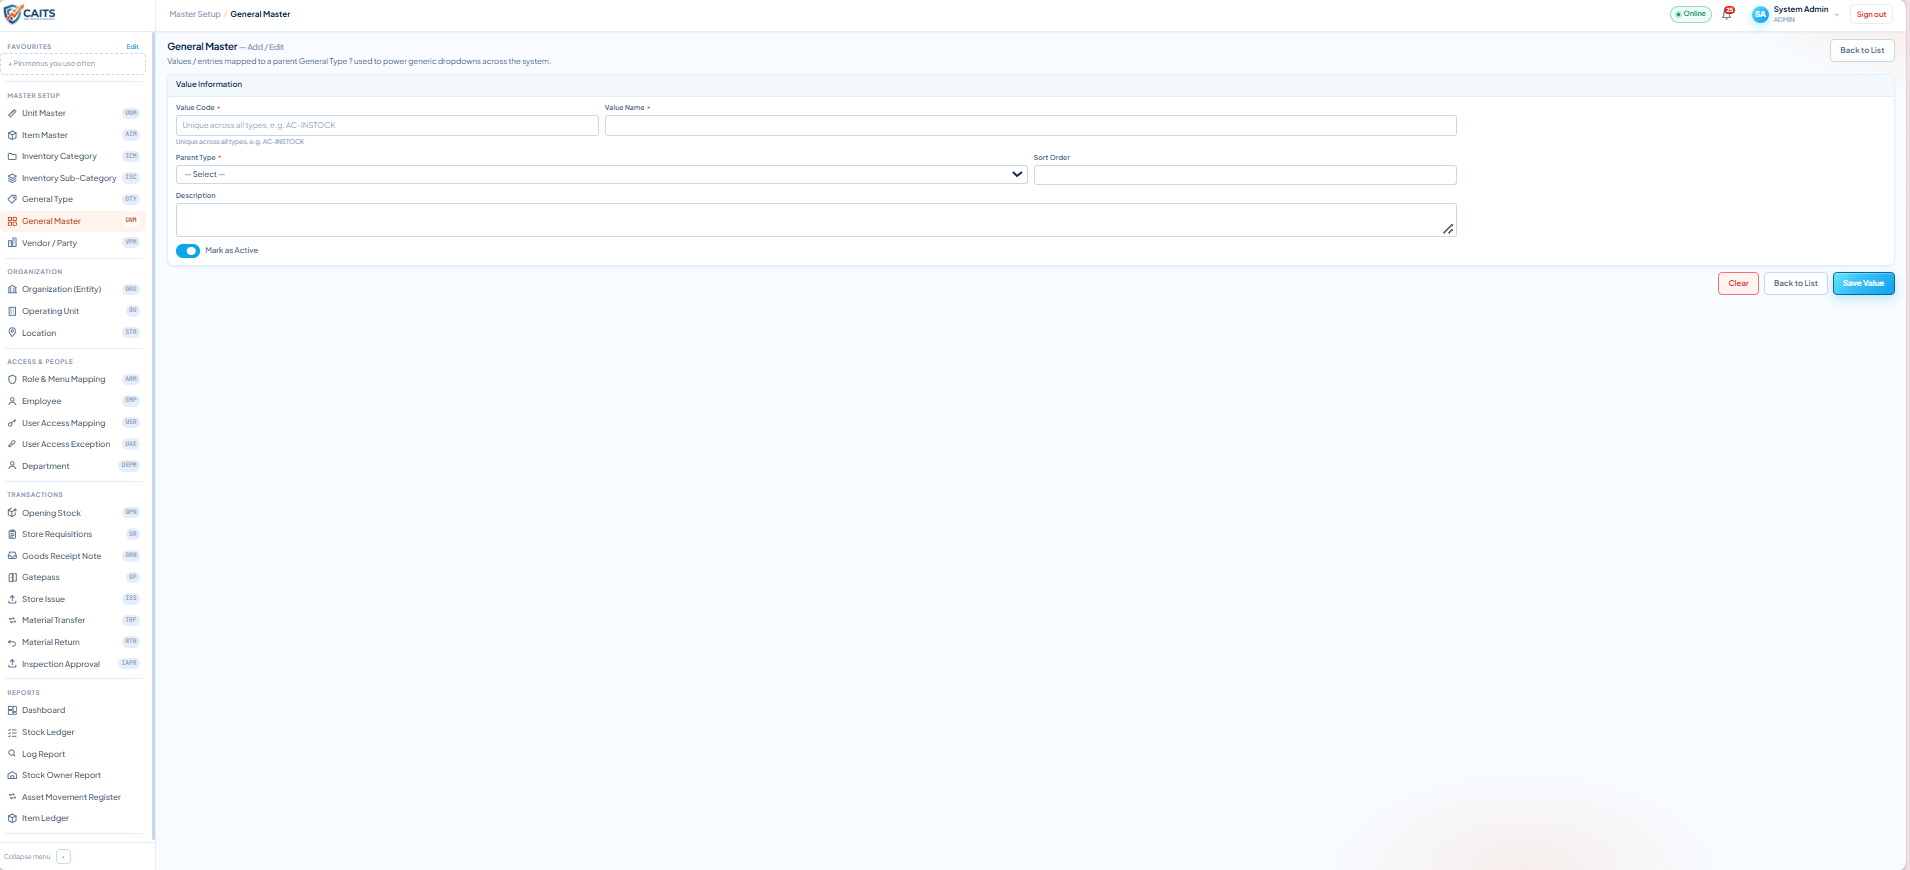 CAITS
Master Setup / General Master
Online
25
SA
System Admin
ADMIN
Sign out
FAVOURITES
Edit
+ Pin menus you use often
MASTER SETUP
Unit Master UOM
Item Master AIM
Inventory Category ICM
Inventory Sub-Category ISC
General Type GTY
General Master GNM
Vendor / Party VPM
ORGANIZATION
Organization (Entity) ORG
Operating Unit OU
Location STR
ACCESS & PEOPLE
Role & Menu Mapping ARM
Employee EMP
User Access Mapping USR
User Access Exception UAE
Department DEPM
TRANSACTIONS
Opening Stock OPN
Store Requisitions SR
Goods Receipt Note GRN
Gatepass GP
Store Issue ISS
Material Transfer TRF
Material Return RTN
Inspection Approval IAPR
REPORTS
Dashboard
Stock Ledger
Log Report
Stock Owner Report
Asset Movement Register
Item Ledger
Collapse menu
General Master — Add / Edit
Values / entries mapped to a parent General Type ? used to power generic dropdowns across the system.
Back to List
Value Information
Value Code *
Unique across all types, e.g. AC-INSTOCK
Unique across all types, e.g. AC-INSTOCK
Value Name *
Parent Type *
— Select —
Sort Order
Description
Mark as Active
Clear
Back to List
Save Value